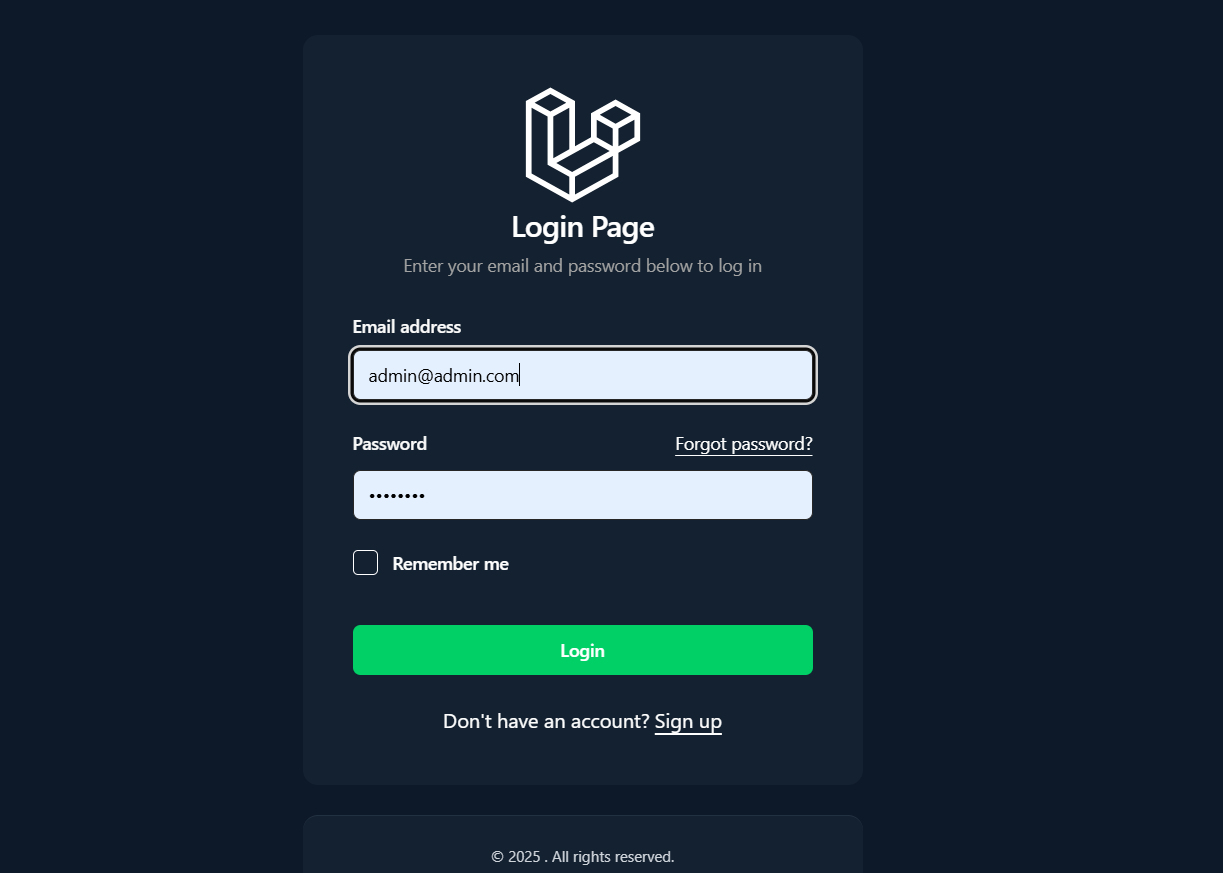 Login Page
Enter your email and password below to log in
Email address
admin@admin.com
Password Forgot password?
••••••••
Remember me
Login
Don't have an account? Sign up
© 2025 . All rights reserved.